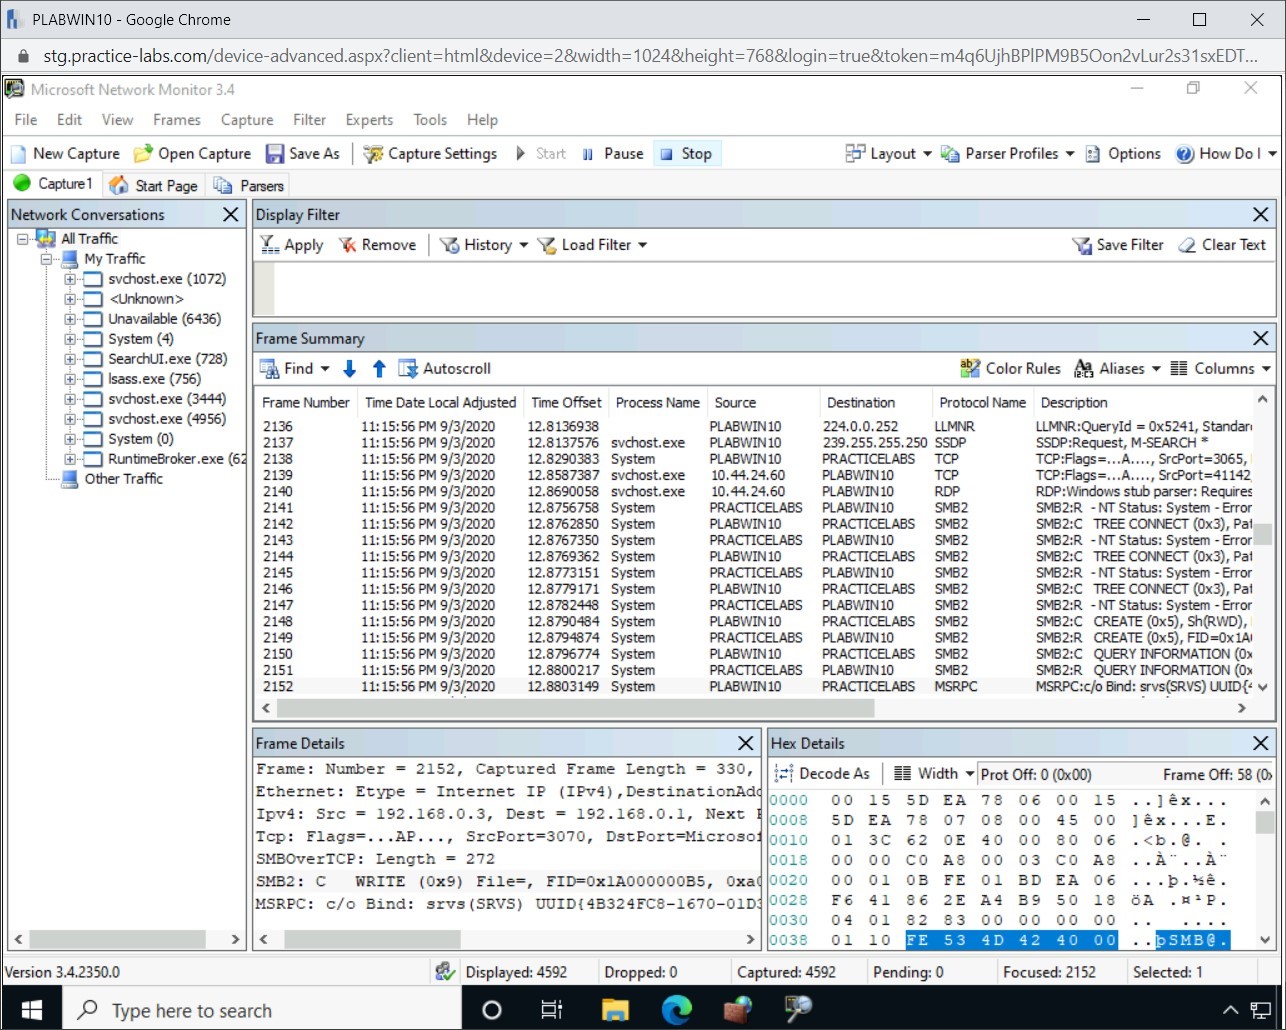 PLABWIN10 - Google Chrome
stg.practice-labs.com/device-advanced.aspx?client=html&device=2&width=1024&height=768&login=true&token=m4q6UjhBPlPM9B5Oon2vLur2s31sxEDT...
Microsoft Network Monitor 3.4
File Edit View Frames Capture Filter Experts Tools Help
New Capture Open Capture Save As Capture Settings Start Pause Stop Layout Parser Profiles Options How Do I
Capture1 Start Page Parsers
Network Conversations
All Traffic
My Traffic
svchost.exe (1072)
<Unknown>
Unavailable (6436)
System (4)
SearchUI.exe (728)
lsass.exe (756)
svchost.exe (3444)
svchost.exe (4956)
System (0)
RuntimeBroker.exe (62
Other Traffic
Display Filter
Apply Remove History Load Filter Save Filter Clear Text
Frame Summary
Find Autoscroll Color Rules Aliases Columns
Frame Number Time Date Local Adjusted Time Offset Process Name Source Destination Protocol Name Description
2136 11:15:56 PM 9/3/2020 12.8136938 PLABWIN10 224.0.0.252 LLMNR LLMNR:QueryId = 0x5241, Standard
2137 11:15:56 PM 9/3/2020 12.8137576 svchost.exe PLABWIN10 239.255.255.250 SSDP SSDP:Request, M-SEARCH *
2138 11:15:56 PM 9/3/2020 12.8290383 System PLABWIN10 PRACTICELABS TCP TCP:Flags=...A...., SrcPort=3065,
2139 11:15:56 PM 9/3/2020 12.8587387 svchost.exe 10.44.24.60 PLABWIN10 TCP TCP:Flags=...A...., SrcPort=41142,
2140 11:15:56 PM 9/3/2020 12.8690058 svchost.exe 10.44.24.60 PLABWIN10 RDP RDP:Windows stub parser: Requires
2141 11:15:56 PM 9/3/2020 12.8756758 System PRACTICELABS PLABWIN10 SMB2 SMB2:R - NT Status: System - Error
2142 11:15:56 PM 9/3/2020 12.8762850 System PLABWIN10 PRACTICELABS SMB2 SMB2:C TREE CONNECT (0x3), Pat
2143 11:15:56 PM 9/3/2020 12.8767350 System PRACTICELABS PLABWIN10 SMB2 SMB2:R - NT Status: System - Error
2144 11:15:56 PM 9/3/2020 12.8769362 System PLABWIN10 PRACTICELABS SMB2 SMB2:C TREE CONNECT (0x3), Pat
2145 11:15:56 PM 9/3/2020 12.8773151 System PRACTICELABS PLABWIN10 SMB2 SMB2:R - NT Status: System - Error
2146 11:15:56 PM 9/3/2020 12.8779171 System PLABWIN10 PRACTICELABS SMB2 SMB2:C TREE CONNECT (0x3), Pat
2147 11:15:56 PM 9/3/2020 12.8782448 System PRACTICELABS PLABWIN10 SMB2 SMB2:R - NT Status: System - Error
2148 11:15:56 PM 9/3/2020 12.8790484 System PLABWIN10 PRACTICELABS SMB2 SMB2:C CREATE (0x5), Sh(RWD),
2149 11:15:56 PM 9/3/2020 12.8794874 System PRACTICELABS PLABWIN10 SMB2 SMB2:R CREATE (0x5), FID=0x1A0
2150 11:15:56 PM 9/3/2020 12.8796774 System PLABWIN10 PRACTICELABS SMB2 SMB2:C QUERY INFORMATION (0x
2151 11:15:56 PM 9/3/2020 12.8800217 System PRACTICELABS PLABWIN10 SMB2 SMB2:R QUERY INFORMATION (0x
2152 11:15:56 PM 9/3/2020 12.8803149 System PLABWIN10 PRACTICELABS MSRPC MSRPC:c/o Bind: srvs(SRVS) UUID{4
Frame Details
Frame: Number = 2152, Captured Frame Length = 330,
Ethernet: Etype = Internet IP (IPv4),DestinationAdd
Ipv4: Src = 192.168.0.3, Dest = 192.168.0.1, Next P
Tcp: Flags=...AP..., SrcPort=3070, DstPort=Microsof
SMBOverTCP: Length = 272
SMB2: C WRITE (0x9) File=, FID=0x1A000000B5, 0xa0
MSRPC: c/o Bind: srvs(SRVS) UUID{4B324FC8-1670-01D3
Hex Details
Decode As Width Prot Off: 0 (0x00) Frame Off: 58 (0x
0000 00 15 5D EA 78 06 00 15 ..]êx...
0008 5D EA 78 07 08 00 45 00 ]êx...E.
0010 01 3C 62 0E 40 00 80 06 .<b.@. .
0018 00 00 C0 A8 00 03 C0 A8 ..À¨..À¨
0020 00 01 0B FE 01 BD EA 06 ...þ.½ê.
0028 F6 41 86 2E A4 B9 50 18 öA .¤¹P.
0030 04 01 82 83 00 00 00 00 .. ....
0038 01 10 FE 53 4D 42 40 00 ..þSMB@.
Version 3.4.2350.0 Displayed: 4592 Dropped: 0 Captured: 4592 Pending: 0 Focused: 2152 Selected: 1
Type here to search